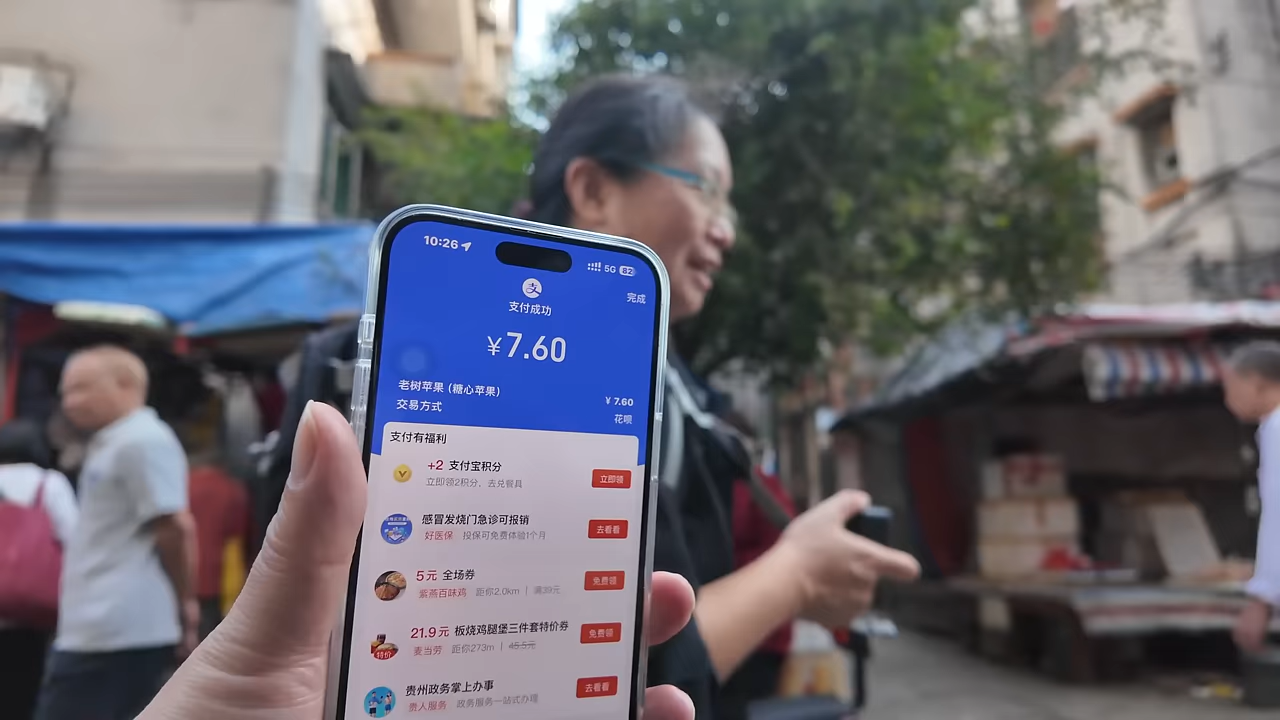 10:26
5G 82
支
完成
支付成功
¥7.60
老树苹果（糖心苹果） ¥ 7.60
交易方式 花呗
支付有福利
+2 支付宝积分
立即领2积分，去兑餐具
立即领
感冒发烧门急诊可报销
好医保 投保可免费体验1个月
去看看
5元 全场券
紫燕百味鸡 距你2.0km | 满39元
免费领
21.9元 板烧鸡腿堡三件套特价券
麦当劳 距你273m | 45.5元
特价
免费领
贵州政务掌上办事
贵人服务 政务服务一站式办理
去看看